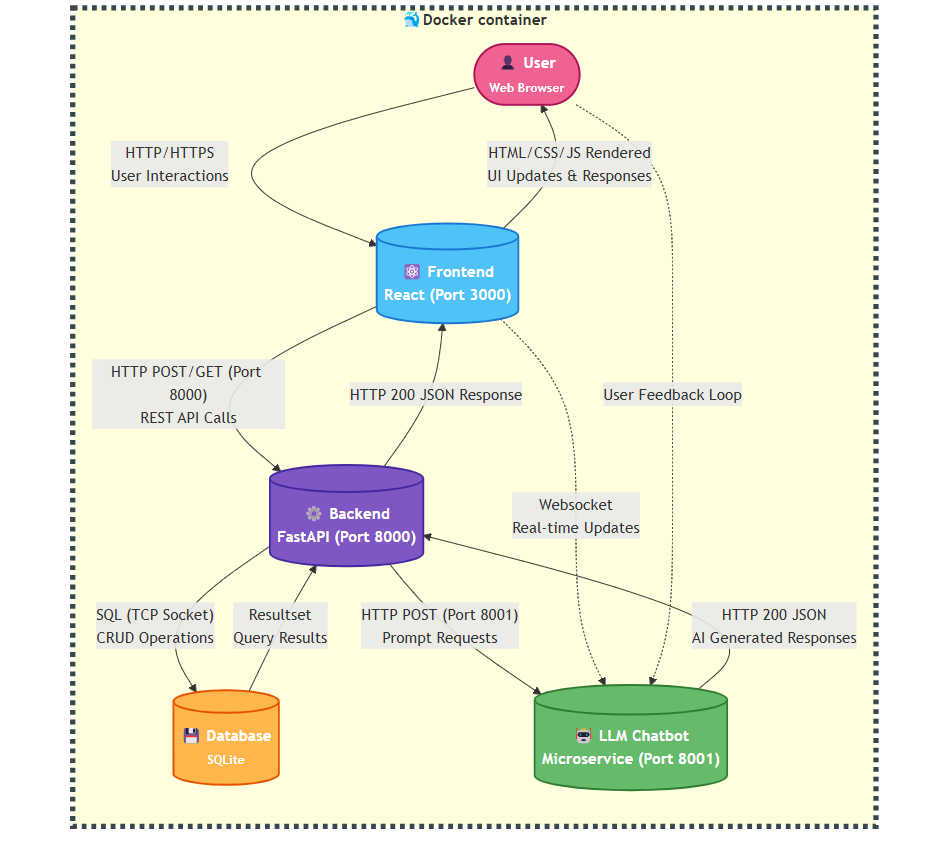 Docker container
User
Web Browser
HTTP/HTTPS
User Interactions
HTML/CSS/JS Rendered
UI Updates & Responses
Frontend
React (Port 3000)
HTTP POST/GET (Port
8000)
REST API Calls
HTTP 200 JSON Response
User Feedback Loop
Backend
FastAPI (Port 8000)
Websocket
Real-time Updates
SQL (TCP Socket)
CRUD Operations
Resultset
Query Results
HTTP POST (Port 8001)
Prompt Requests
HTTP 200 JSON
AI Generated Responses
Database
SQLite
LLM Chatbot
Microservice (Port 8001)